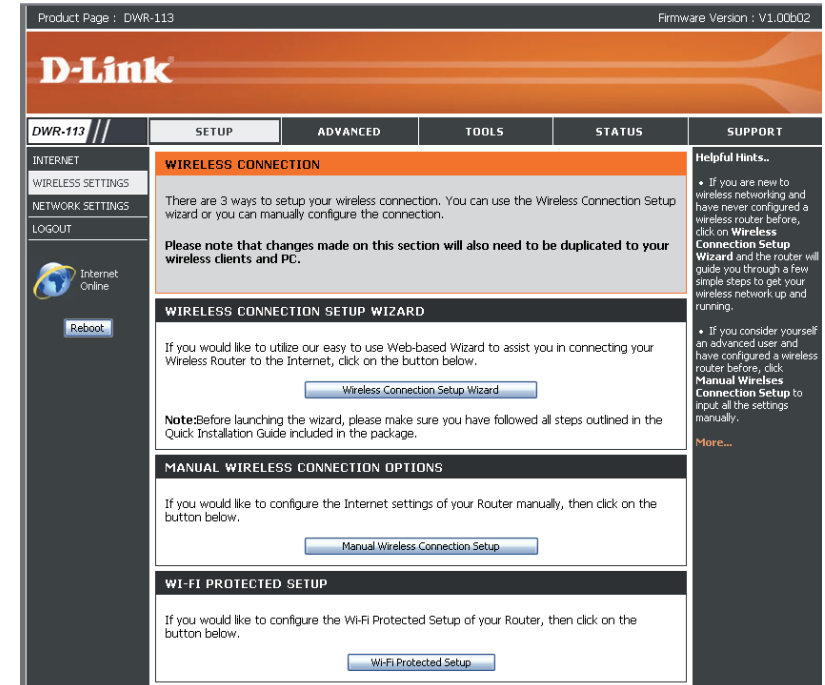 Product Page : DWR-113
Firmware Version : V1.00b02
D-Link
DWR-113
SETUP
ADVANCED
TOOLS
STATUS
SUPPORT
INTERNET
WIRELESS SETTINGS
NETWORK SETTINGS
LOGOUT
Internet
Online
Reboot
WIRELESS CONNECTION
There are 3 ways to setup your wireless connection. You can use the Wireless Connection Setup
wizard or you can manually configure the connection.
Please note that changes made on this section will also need to be duplicated to your
wireless clients and PC.
WIRELESS CONNECTION SETUP WIZARD
If you would like to utilize our easy to use Web-based Wizard to assist you in connecting your
Wireless Router to the Internet, click on the button below.
Wireless Connection Setup Wizard
Note:Before launching the wizard, please make sure you have followed all steps outlined in the
Quick Installation Guide included in the package.
MANUAL WIRELESS CONNECTION OPTIONS
If you would like to configure the Internet settings of your Router manually, then click on the
button below.
Manual Wireless Connection Setup
WI-FI PROTECTED SETUP
If you would like to configure the Wi-Fi Protected Setup of your Router, then click on the
button below.
Wi-Fi Protected Setup
Helpful Hints..
• If you are new to
wireless networking and
have never configured a
wireless router before,
click on Wireless
Connection Setup
Wizard and the router will
guide you through a few
simple steps to get your
wireless network up and
running.
• If you consider yourself
an advanced user and
have configured a wireless
router before, click
Manual Wirelses
Connection Setup to
input all the settings
manually.
More...